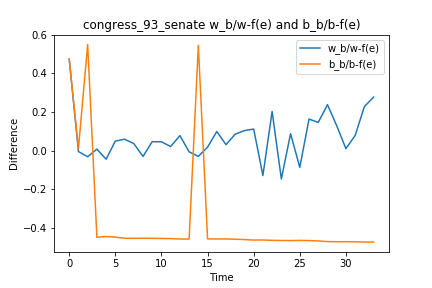 congress_93_senate w_b/w-f(e) and b_b/b-f(e)
w_b/w-f(e)
b_b/b-f(e)
0.6
0.4
0.2
0.0
−0.2
−0.4
Difference
0 5 10 15 20 25 30
Time